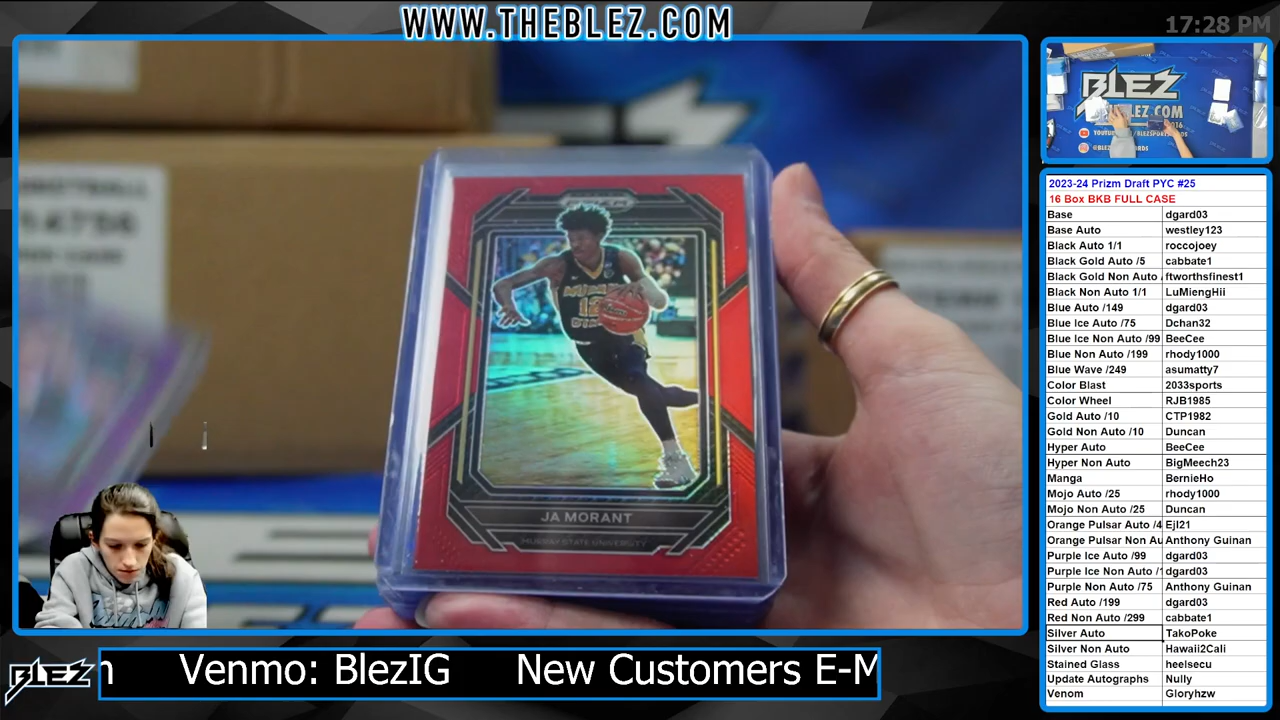 WWW.THEBLEZ.COM
17:28 PM
BLEZ
BLEZ.COM
JA MORANT
MURRAY STATE UNIVERSITY
12
2023-24 Prizm Draft PYC #25
16 Box BKB FULL CASE
Base dgard03
Base Auto westley123
Black Auto 1/1 roccojoey
Black Gold Auto /5 cabbate1
Black Gold Non Auto ftworthsfinest1
Black Non Auto 1/1 LuMiengHii
Blue Auto /149 dgard03
Blue Ice Auto /75 Dchan32
Blue Ice Non Auto /99 BeeCee
Blue Non Auto /199 rhody1000
Blue Wave /249 asumatty7
Color Blast 2033sports
Color Wheel RJB1985
Gold Auto /10 CTP1982
Gold Non Auto /10 Duncan
Hyper Auto BeeCee
Hyper Non Auto BigMeech23
Manga BernieHo
Mojo Auto /25 rhody1000
Mojo Non Auto /25 Duncan
Orange Pulsar Auto /4 Ejl21
Orange Pulsar Non Au Anthony Guinan
Purple Ice Auto /99 dgard03
Purple Ice Non Auto /1 dgard03
Purple Non Auto /75 Anthony Guinan
Red Auto /199 dgard03
Red Non Auto /299 cabbate1
Silver Auto TakoPoke
Silver Non Auto Hawaii2Cali
Stained Glass heeisecu
Update Autographs Nully
Venom Gloryhzw
BLEZ
n Venmo: BlezIG New Customers E-M